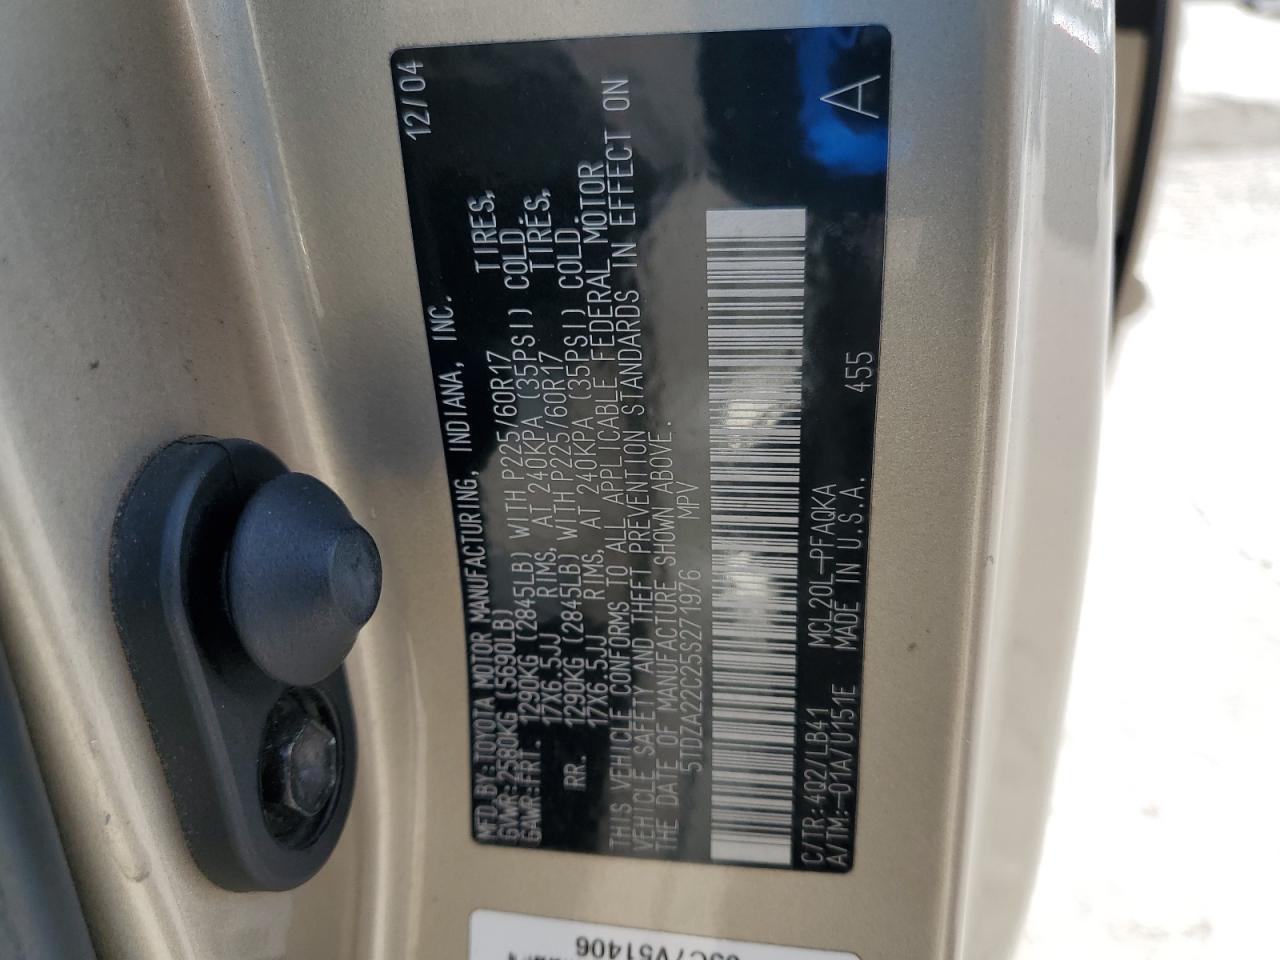 MFD.BY:TOYOTA MOTOR MANUFACTURING, INDIANA, INC. 12/04
GVWR:2580KG (5690LB)
GAWR:FRT. 1290KG (2845LB) WITH P225/60R17 TIRES,
17X6.5JJ RIMS, AT 240KPA (35PSI) COLD.
RR. 1290KG (2845LB) WITH P225/60R17 TIRES,
17X6.5JJ RIMS, AT 240KPA (35PSI) COLD.
THIS VEHICLE CONFORMS TO ALL APPLICABLE FEDERAL MOTOR
VEHICLE SAFETY AND THEFT PREVENTION STANDARDS IN EFFECT ON
THE DATE OF MANUFACTURE SHOWN ABOVE.
5TDZA22C25S271976 MPV
C/TR:4Q2/LB41 MCL20L-PFAQKA
A/TM:-01A/U151E MADE IN U.S.A. 455
A
V51406